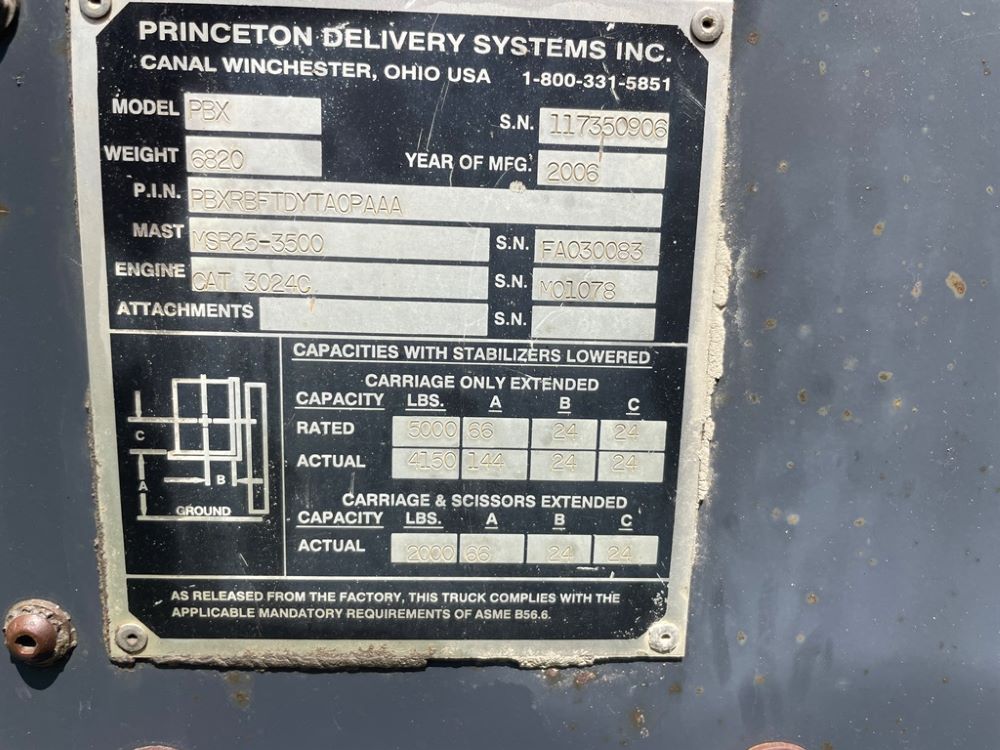 PRINCETON DELIVERY SYSTEMS INC.
CANAL WINCHESTER, OHIO USA 1-800-331-5851
MODEL PBX S.N. 117350906
WEIGHT 6820 YEAR OF MFG. 2006
P.I.N. PBXRBFTDYTA0PAAA
MAST MSR25-3500 S.N. FA030083
ENGINE CAT 3024C S.N. M01078
ATTACHMENTS S.N.
CAPACITIES WITH STABILIZERS LOWERED
CARRIAGE ONLY EXTENDED
CAPACITY LBS. A B C
RATED 5000 66 24 24
ACTUAL 4150 144 24 24
CARRIAGE & SCISSORS EXTENDED
CAPACITY LBS. A B C
ACTUAL 2000 66 24 24
C
B
A
GROUND
AS RELEASED FROM THE FACTORY, THIS TRUCK COMPLIES WITH THE
APPLICABLE MANDATORY REQUIREMENTS OF ASME B56.6.